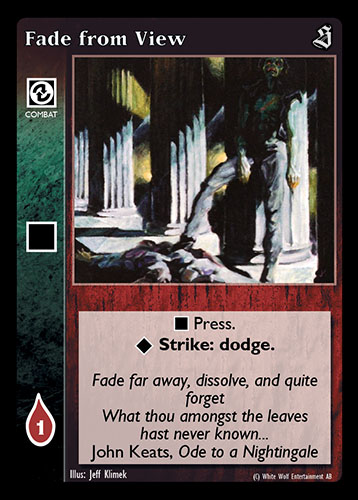 Fade from View
COMBAT
Press.
Strike: dodge.
Fade far away, dissolve, and quite
forget
What thou amongst the leaves
hast never known...
John Keats, Ode to a Nightingale
1
Illus: Jeff Klimek
(C) White Wolf Entertainment AB